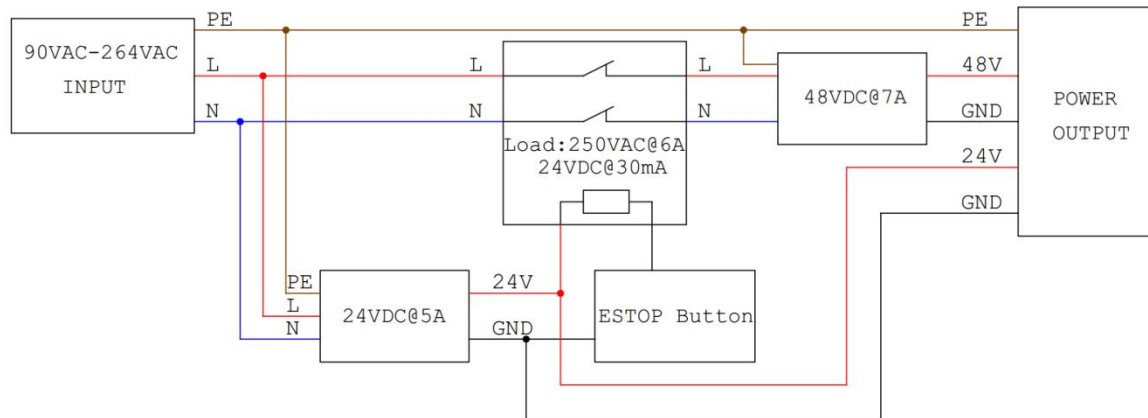 PE
PE
90VAC-264VAC
INPUT
L
L
L
48V
48VDC@7A
POWER
OUTPUT
N
N
N
GND
Load:250VAC@6A
24VDC@30mA
24V
GND
PE
24V
L
24VDC@5A
ESTOP Button
N
GND